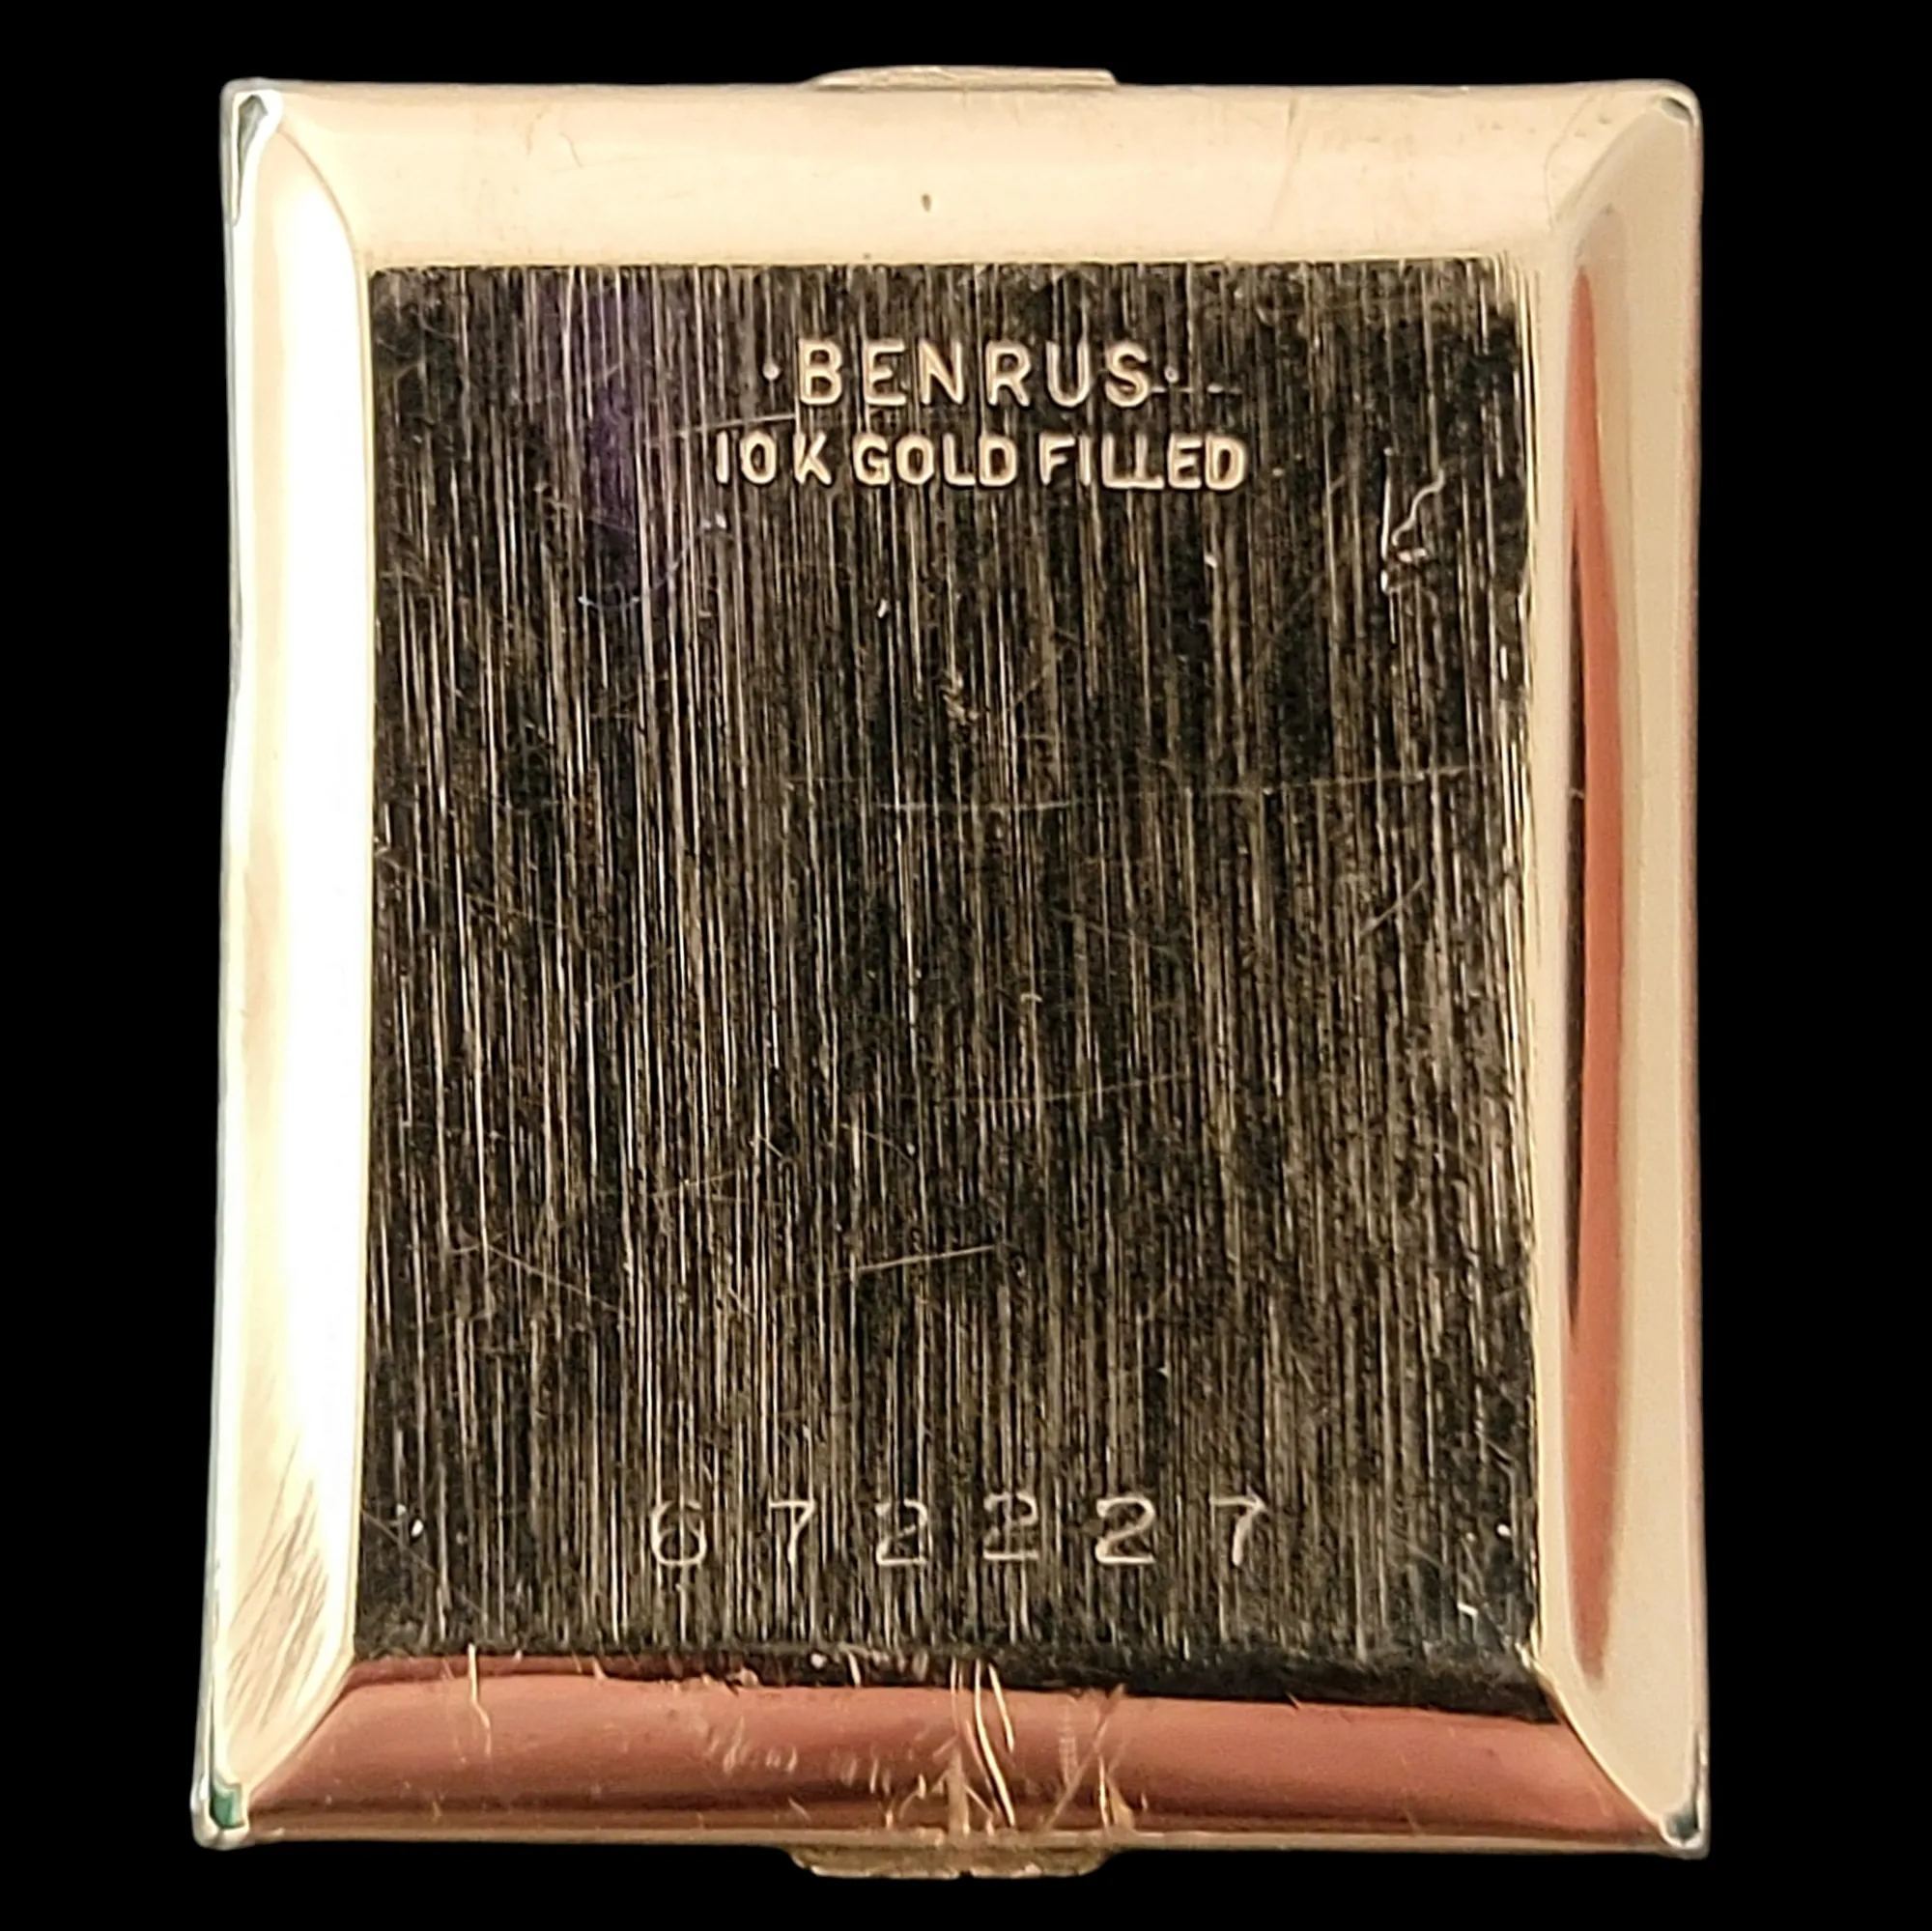 ·BENRUS·
10K GOLD FILLED
672227